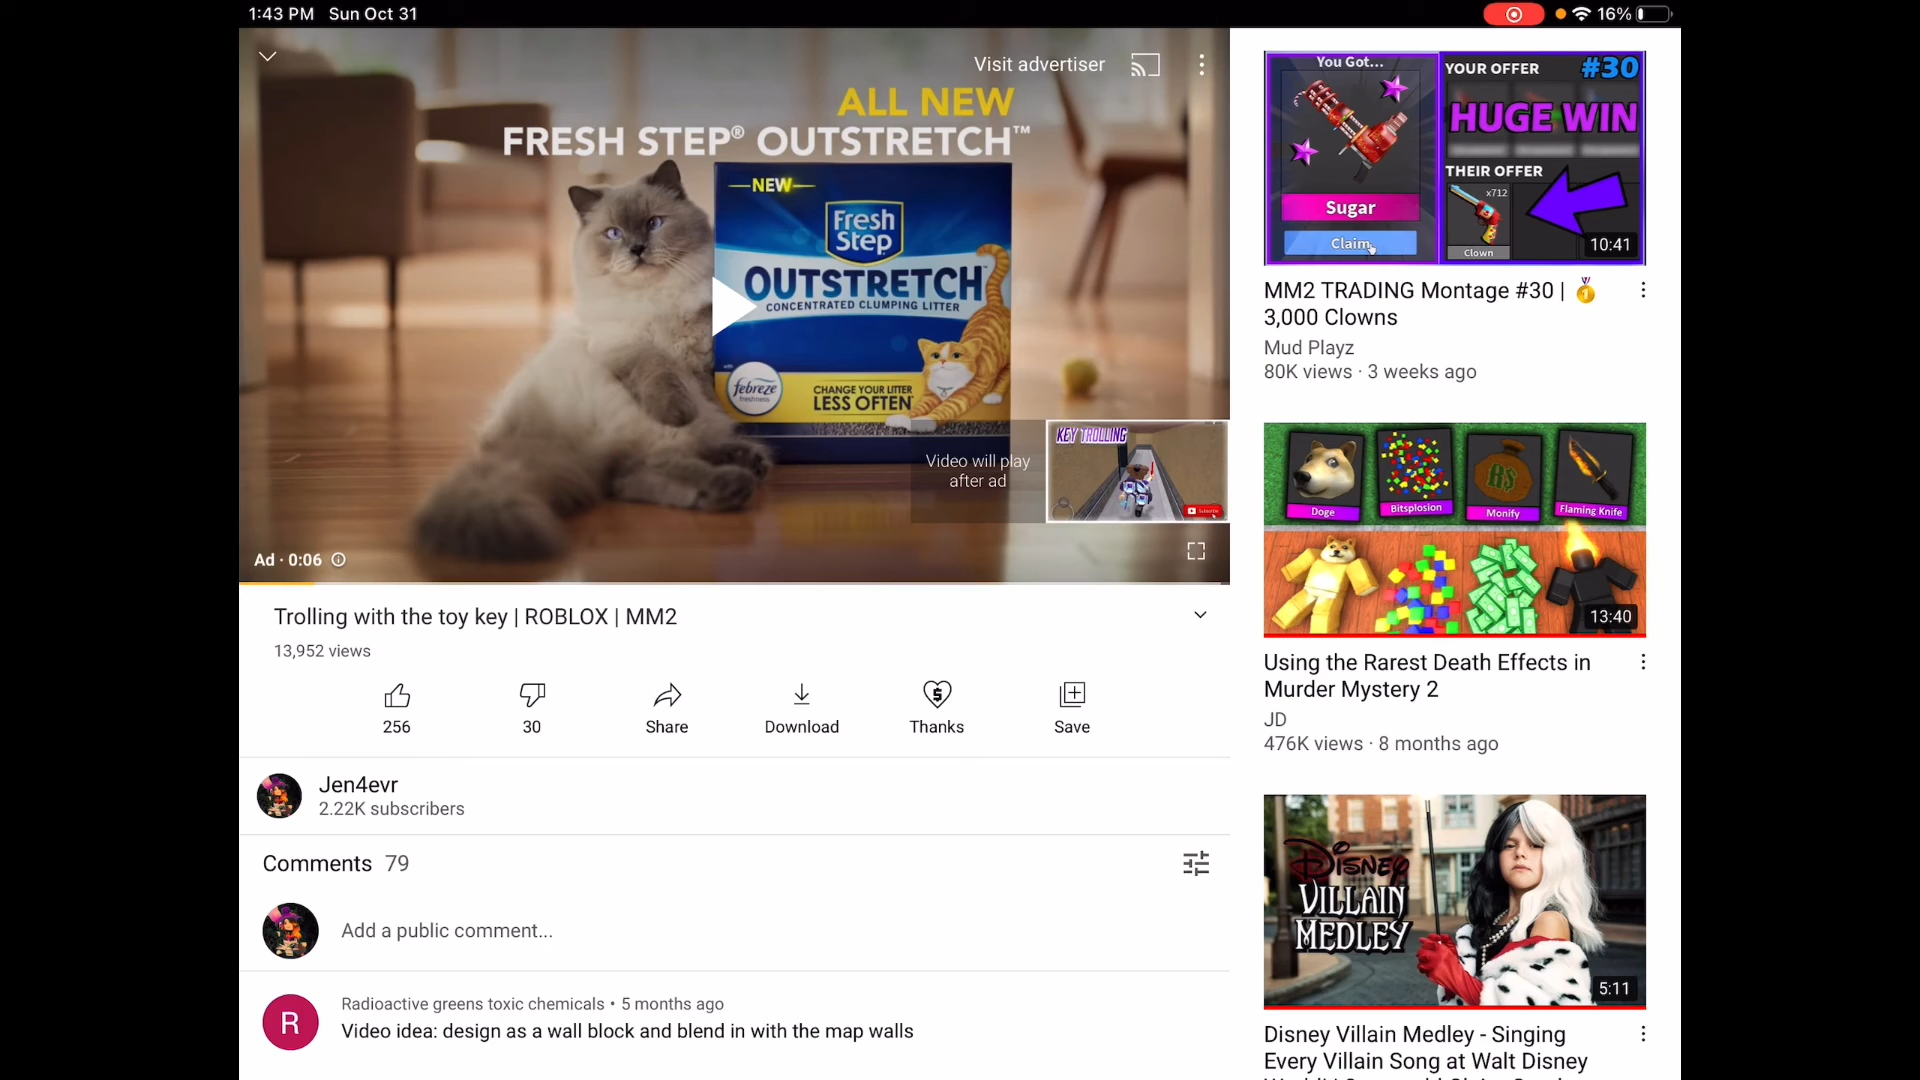 1:43 PM Sun Oct 31
16%
Visit advertiser
ALL NEW
FRESH STEP® OUTSTRETCH™
NEW
Fresh
Step
OUTSTRETCH™
CONCENTRATED CLUMPING LITTER
febreze
freshness
CHANGE YOUR LITTER
LESS OFTEN
Video will play
after ad
KEY TROLLING
Subscribe
Ad · 0:06
Trolling with the toy key | ROBLOX | MM2
13,952 views
256
30
Share
Download
Thanks
Save
Jen4evr
2.22K subscribers
Comments 79
Add a public comment...
R
Radioactive greens toxic chemicals • 5 months ago
Video idea: design as a wall block and blend in with the map walls
You Got...
Sugar
Claim
YOUR OFFER #30
HUGE WIN
THEIR OFFER
x712
Clown
10:41
MM2 TRADING Montage #30 | 🥇
3,000 Clowns
Mud Playz
80K views · 3 weeks ago
Doge
Bitsplosion
R$
Monify
Flaming Knife
13:40
Using the Rarest Death Effects in
Murder Mystery 2
JD
476K views · 8 months ago
DISNEY
VILLAIN
MEDLEY
5:11
Disney Villain Medley - Singing
Every Villain Song at Walt Disney